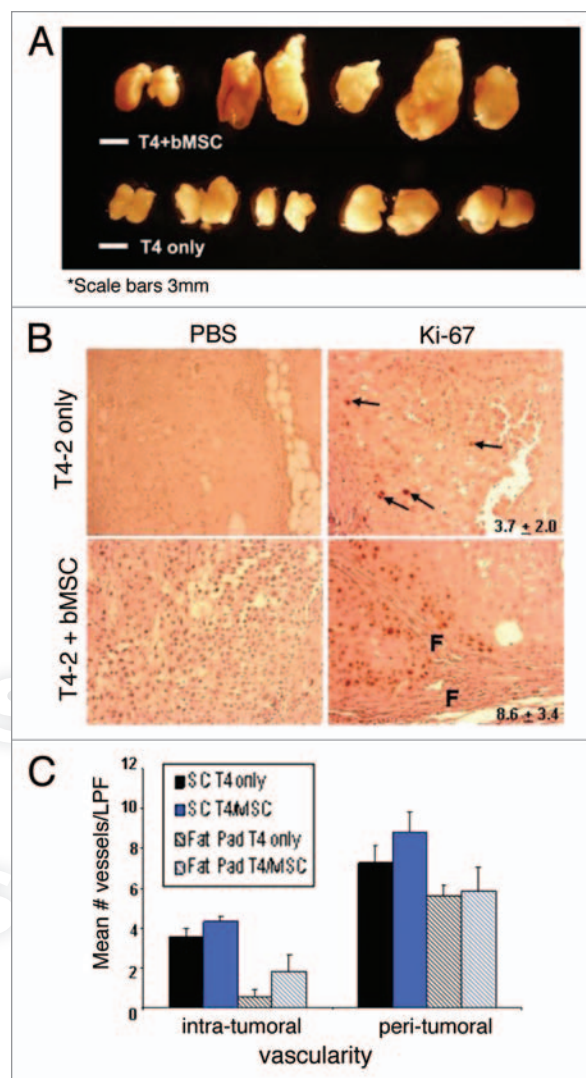 A
T4+bMSC
T4 only
*Scale bars 3mm
B
PBS
Ki-67
T4-2 only
3.7 ± 2.0
T4-2 + bMSC
F
F
8.6 ± 3.4
C
Mean # vessels/LPF
12
10
8
6
4
2
0
SC T4 only
SC T4/MSC
Fat Pad T4 only
Fat Pad T4/MSC
intra-tumoral
peri-tumoral
vascularity